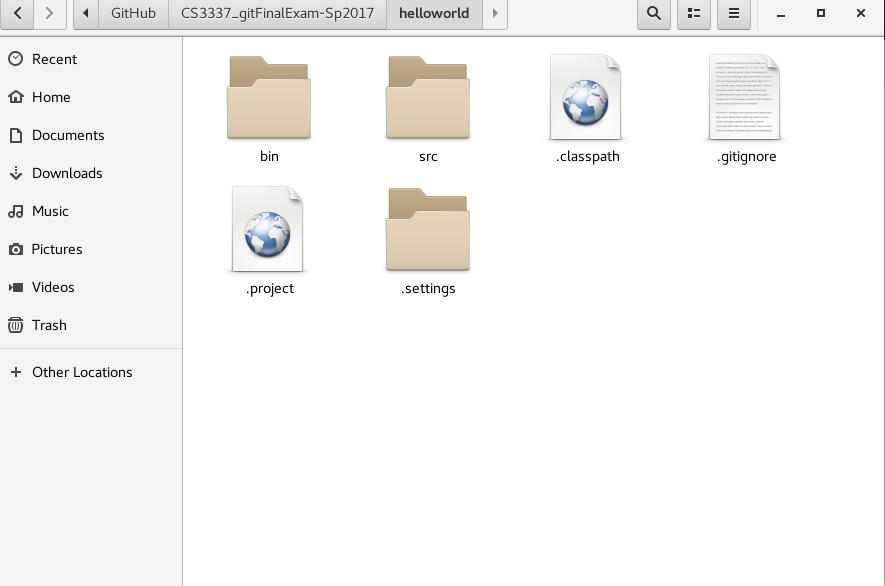 GitHub CS3337_gitFinalExam-Sp2017 helloworld
Recent
Home
Documents
Downloads
Music
Pictures
Videos
Trash
Other Locations
bin src .classpath .gitignore
.project .settings